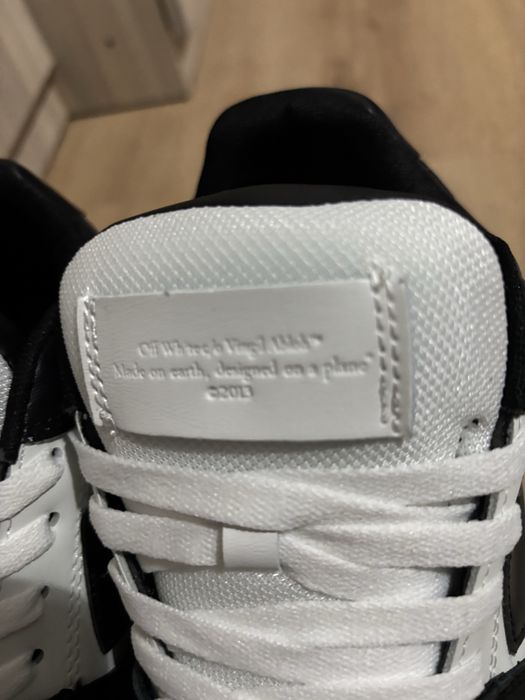 Off White c/o Virgil Abloh™
"Made on earth, designed on a plane"
©2013